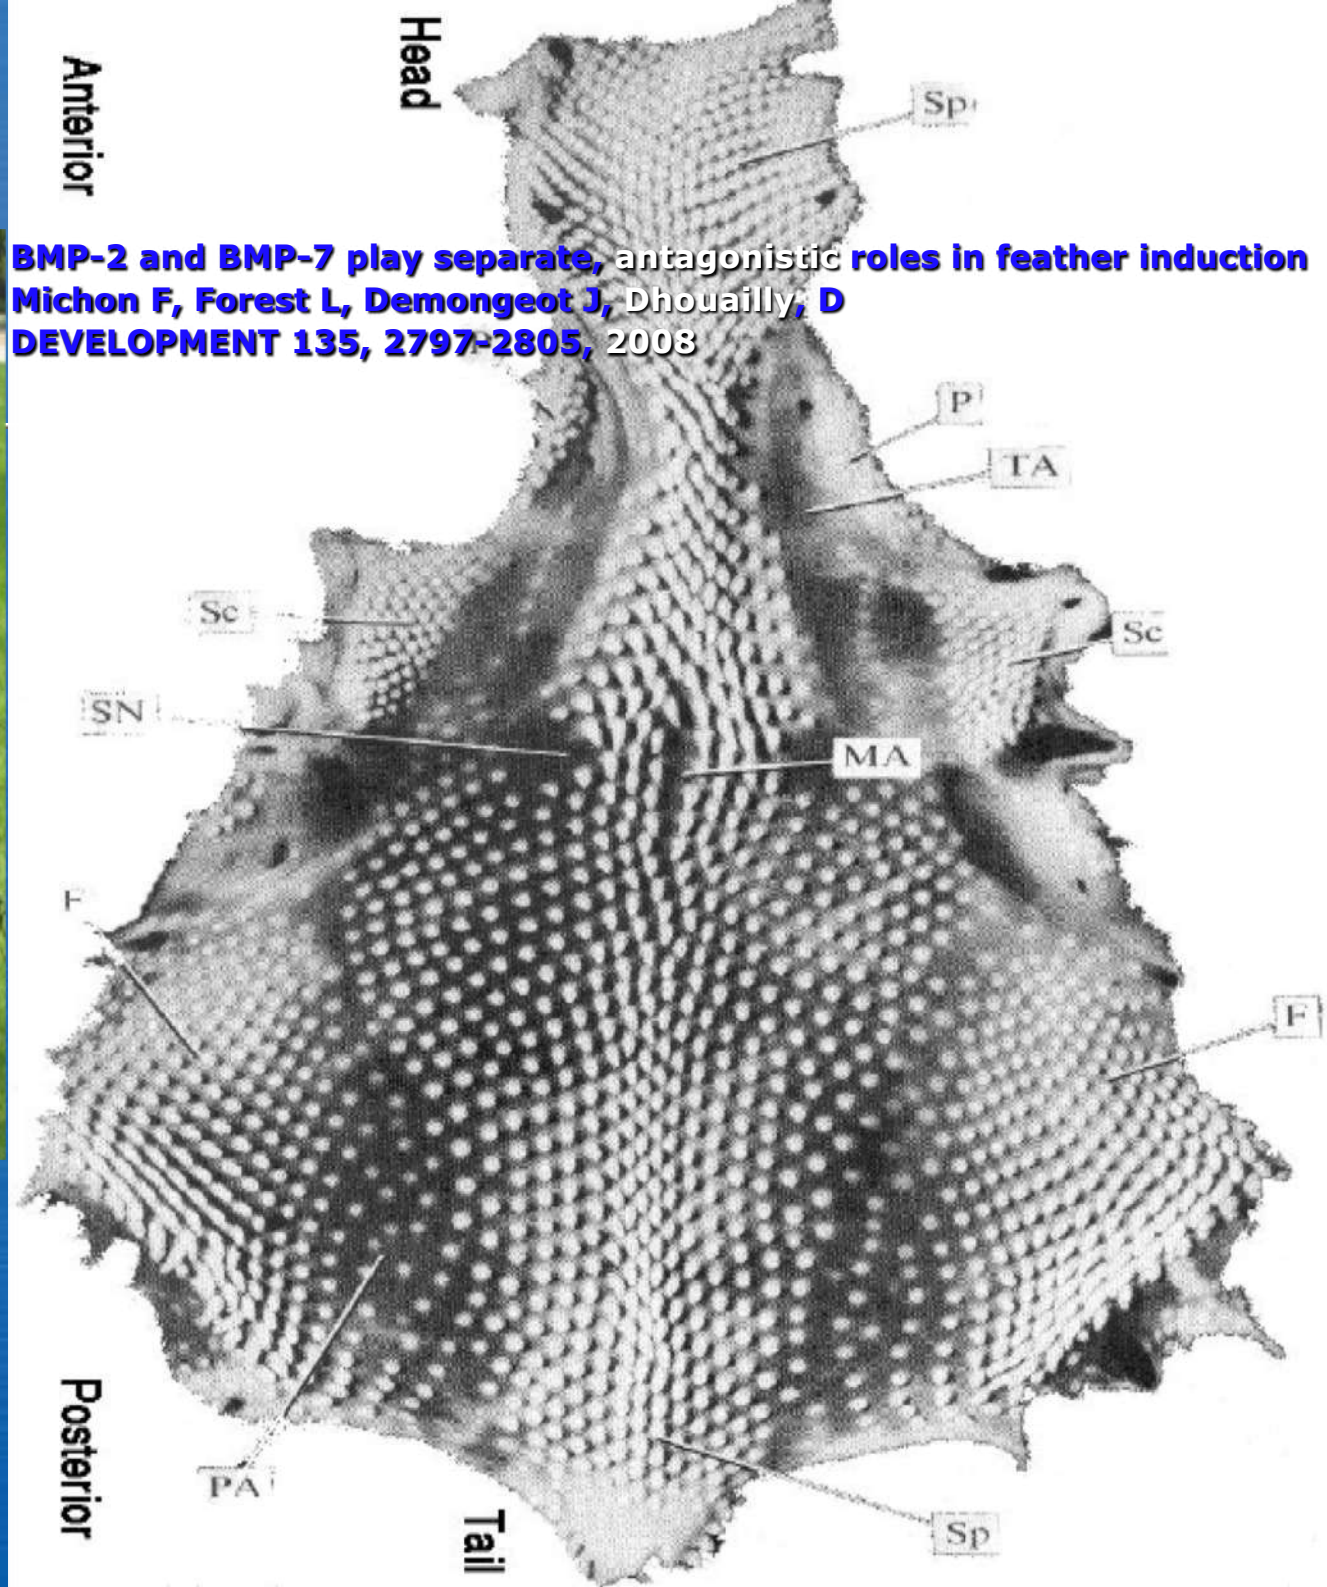 Head
Anterior
Sp
BMP-2 and BMP-7 play separate, antagonistic roles in feather induction
Michon F, Forest L, Demongeot J, Dhouailly, D
DEVELOPMENT 135, 2797-2805, 2008
P
P
TA
Sc
Sc
SN
MA
F
F
Posterior
PA
Tail
Sp